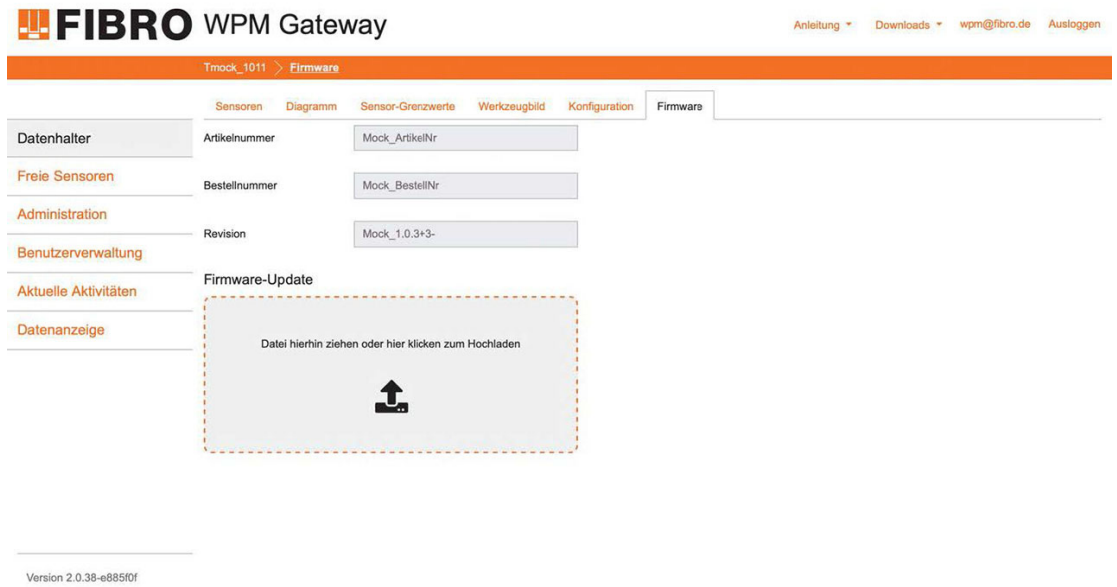 FIBRO WPM Gateway
Anleitung Downloads wpm@fibro.de Ausloggen
Tmock_1011 Firmware
Sensoren Diagramm Sensor-Grenzwerte Werkzeugbild Konfiguration Firmware
Datenhalter
Freie Sensoren
Administration
Benutzerverwaltung
Aktuelle Aktivitäten
Datenanzeige
Artikelnummer Mock_ArtikelNr
Bestellnummer Mock_BestellNr
Revision Mock_1.0.3+3-
Firmware-Update
Datei hierhin ziehen oder hier klicken zum Hochladen
Version 2.0.38-e885f0f